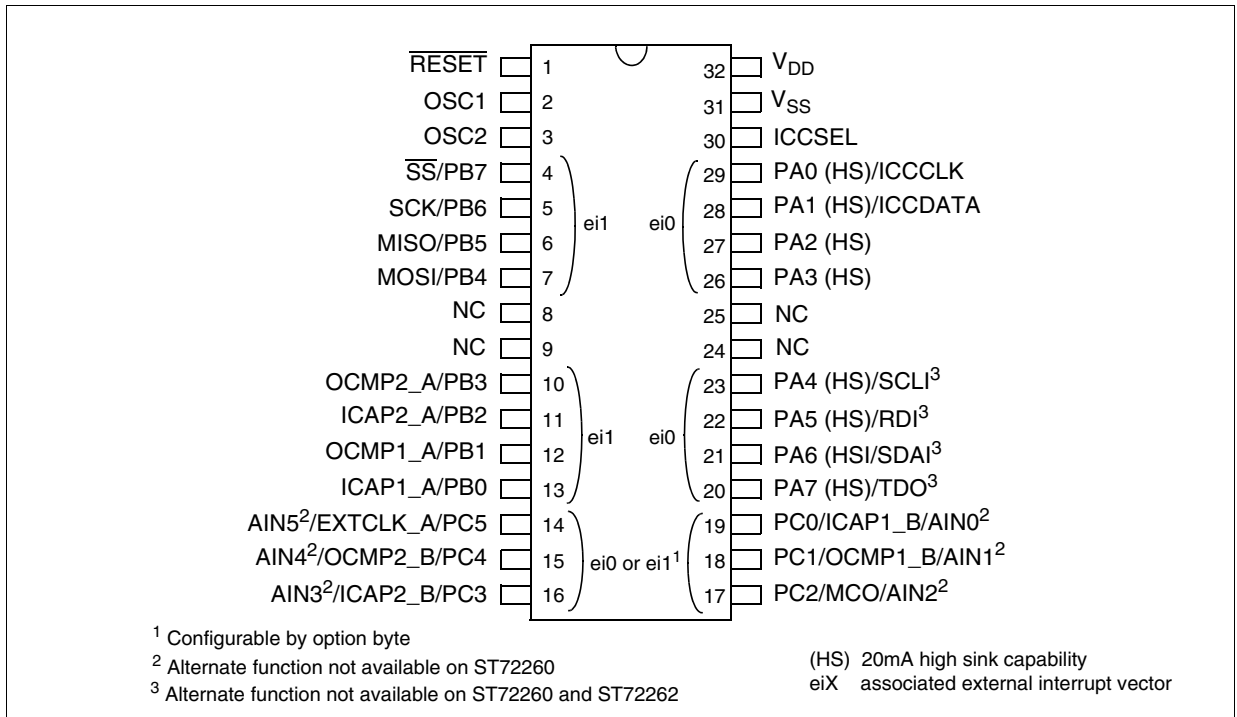 RESET 1 32 VDD
OSC1 2 31 VSS
OSC2 3 30 ICCSEL
SS/PB7 4 29 PA0 (HS)/ICCCLK
SCK/PB6 5 28 PA1 (HS)/ICCDATA
ei1 ei0
MISO/PB5 6 27 PA2 (HS)
MOSI/PB4 7 26 PA3 (HS)
NC 8 25 NC
NC 9 24 NC
OCMP2_A/PB3 10 23 PA4 (HS)/SCLI3
ICAP2_A/PB2 11 22 PA5 (HS)/RDI3
ei1 ei0
OCMP1_A/PB1 12 21 PA6 (HSI/SDAI3
ICAP1_A/PB0 13 20 PA7 (HS)/TDO3
AIN52/EXTCLK_A/PC5 14 19 PC0/ICAP1_B/AIN02
AIN42/OCMP2_B/PC4 15 ei0 or ei11 18 PC1/OCMP1_B/AIN12
AIN32/ICAP2_B/PC3 16 17 PC2/MCO/AIN22
1 Configurable by option byte
2 Alternate function not available on ST72260
3 Alternate function not available on ST72260 and ST72262
(HS) 20mA high sink capability
eiX associated external interrupt vector